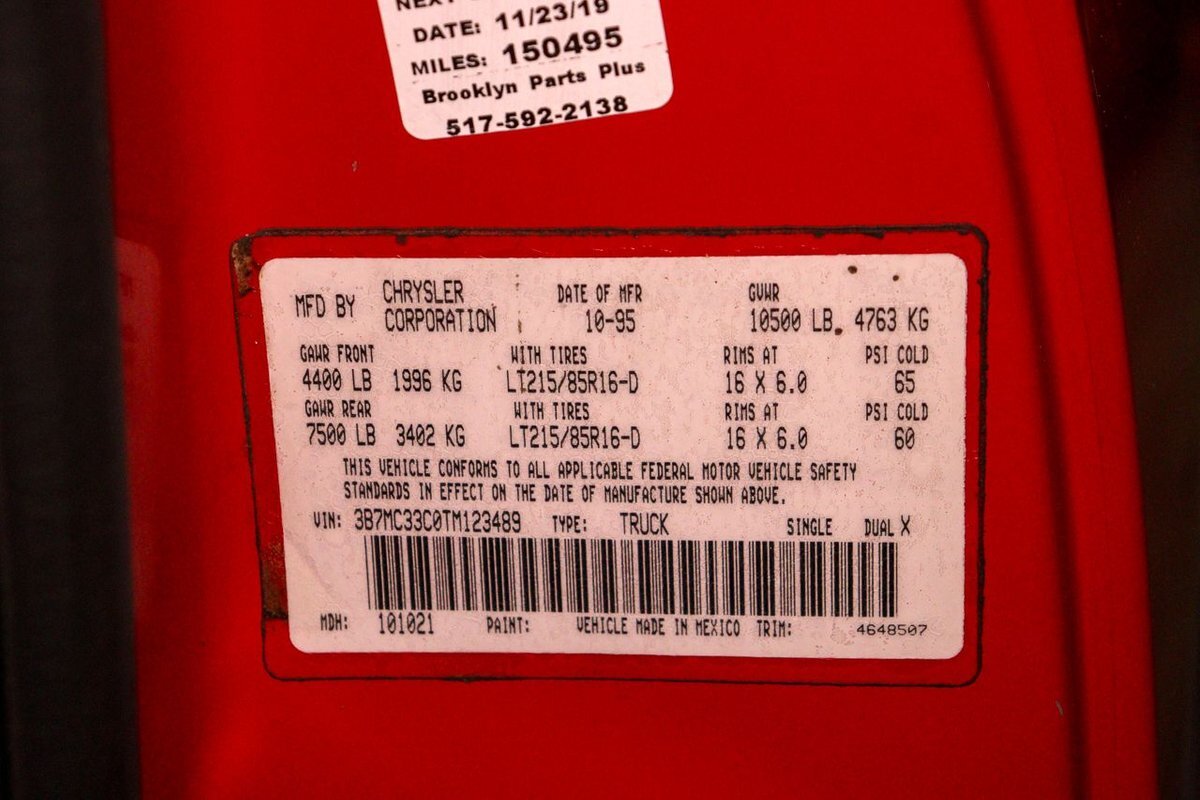 DATE: 11/23/19
MILES: 150495
Brooklyn Parts Plus
517-592-2138
MFD BY CHRYSLER CORPORATION DATE OF MFR 10-95 GVWR 10500 LB. 4763 KG
GAWR FRONT WITH TIRES RIMS AT PSI COLD
4400 LB 1996 KG LT215/85R16-D 16 X 6.0 65
GAWR REAR WITH TIRES RIMS AT PSI COLD
7500 LB 3402 KG LT215/85R16-D 16 X 6.0 60
THIS VEHICLE CONFORMS TO ALL APPLICABLE FEDERAL MOTOR VEHICLE SAFETY
STANDARDS IN EFFECT ON THE DATE OF MANUFACTURE SHOWN ABOVE.
VIN: 3B7MC33C0TM123489 TYPE: TRUCK SINGLE DUAL X
MDH: 101021 PAINT: VEHICLE MADE IN MEXICO TRIM: 4648507